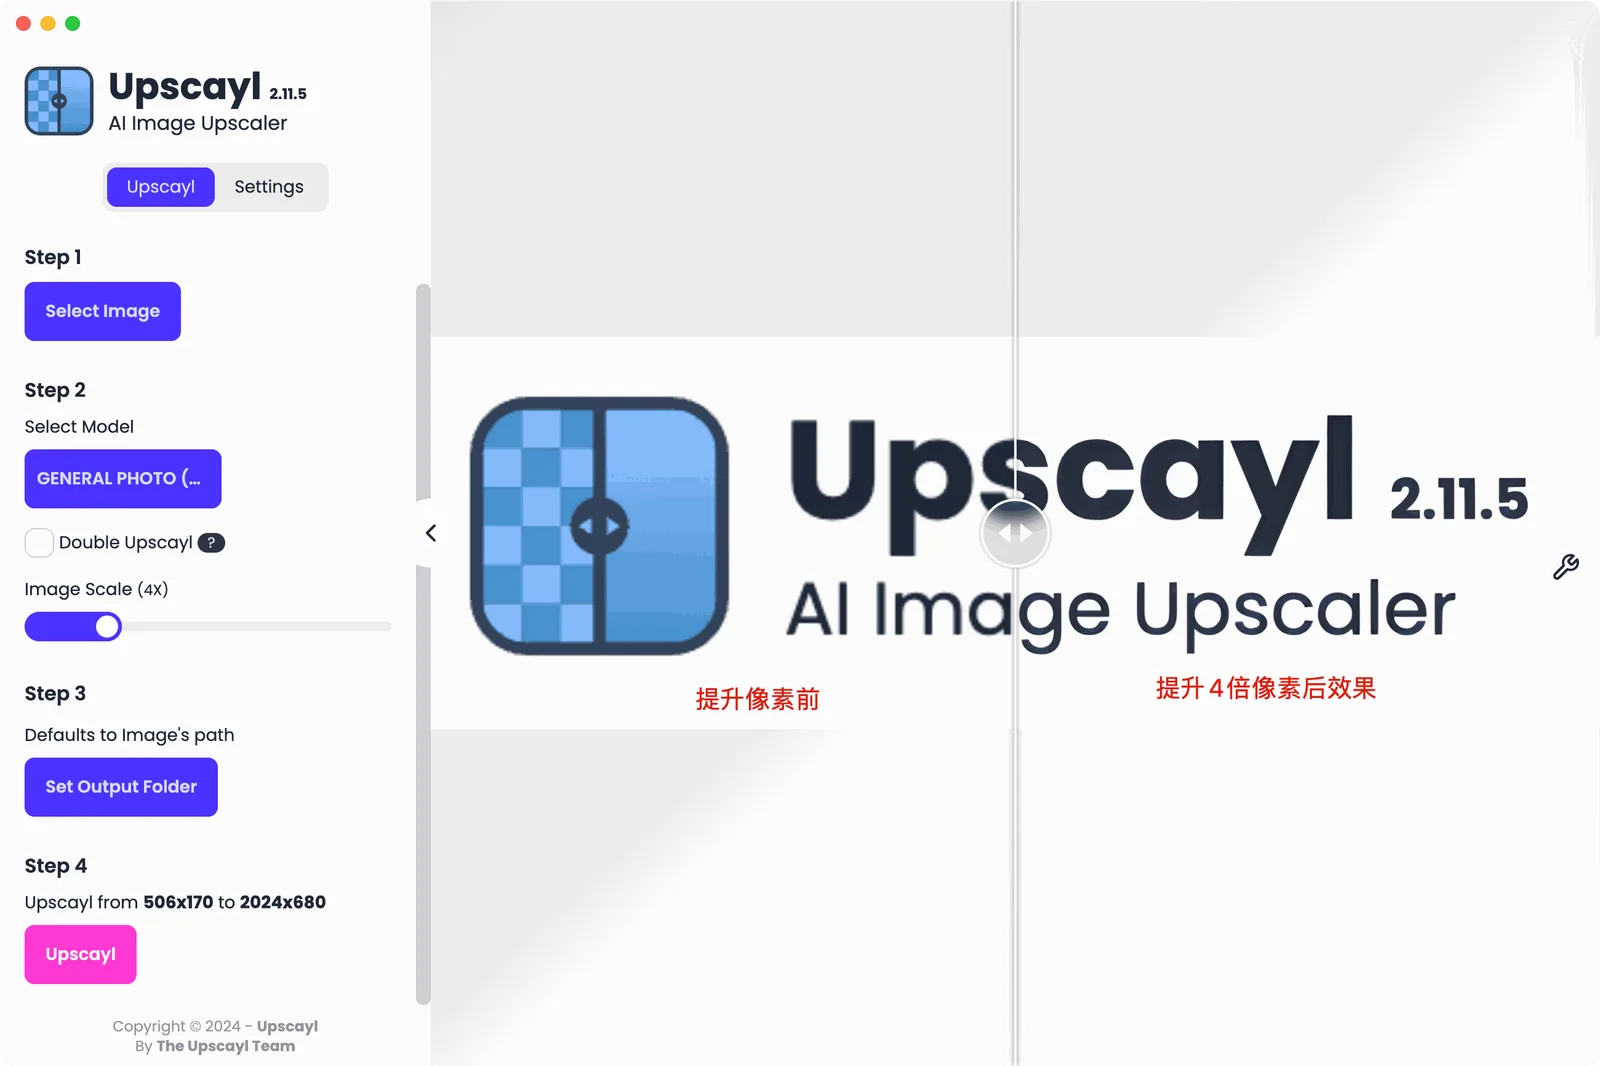 Upscayl 2.11.5
AI Image Upscaler
Upscayl Settings
Step 1
Select Image
Step 2
Select Model
GENERAL PHOTO (...
Double Upscayl ?
Image Scale (4X)
Step 3
Defaults to Image's path
Set Output Folder
Step 4
Upscayl from 506x170 to 2024x680
Upscayl
Copyright © 2024 - Upscayl
By The Upscayl Team
Upscayl 2.11.5
AI Image Upscaler
提升像素前
提升4倍像素后效果